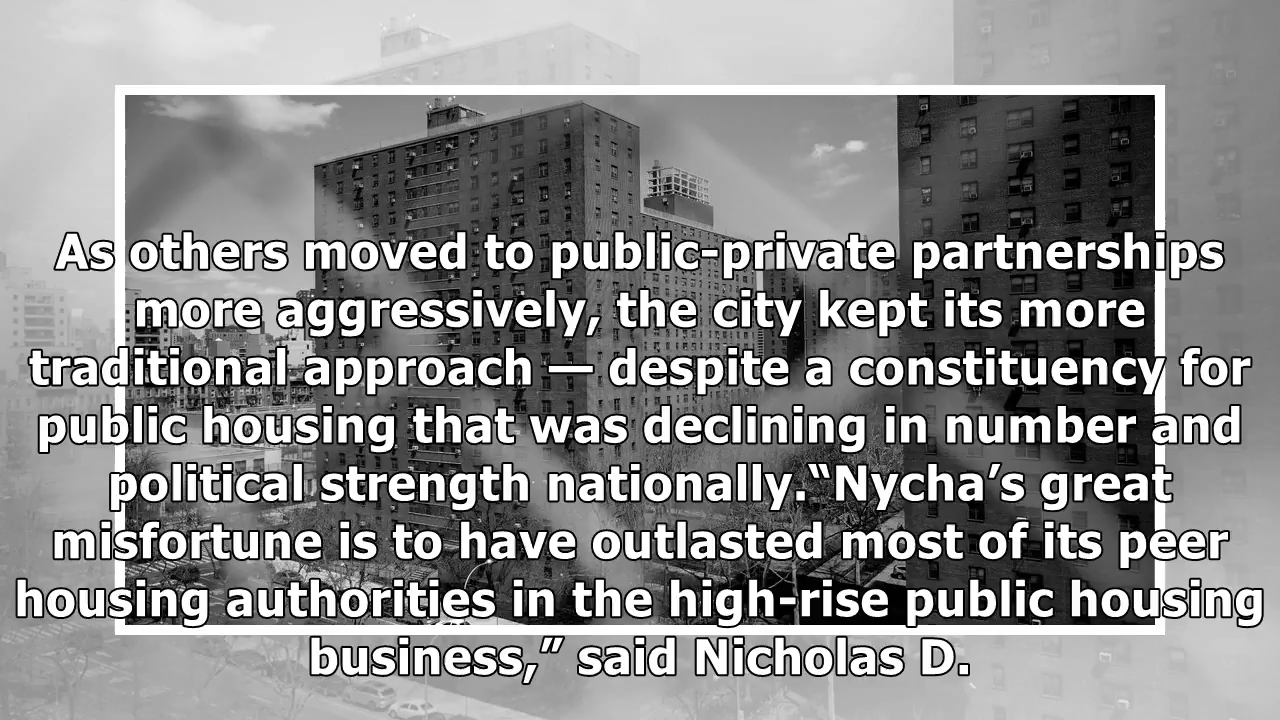 As others moved to public-private partnerships
more aggressively, the city kept its more
traditional approach — despite a constituency for
public housing that was declining in number and
political strength nationally.“Nycha’s great
misfortune is to have outlasted most of its peer
housing authorities in the high-rise public housing
business,” said Nicholas D.